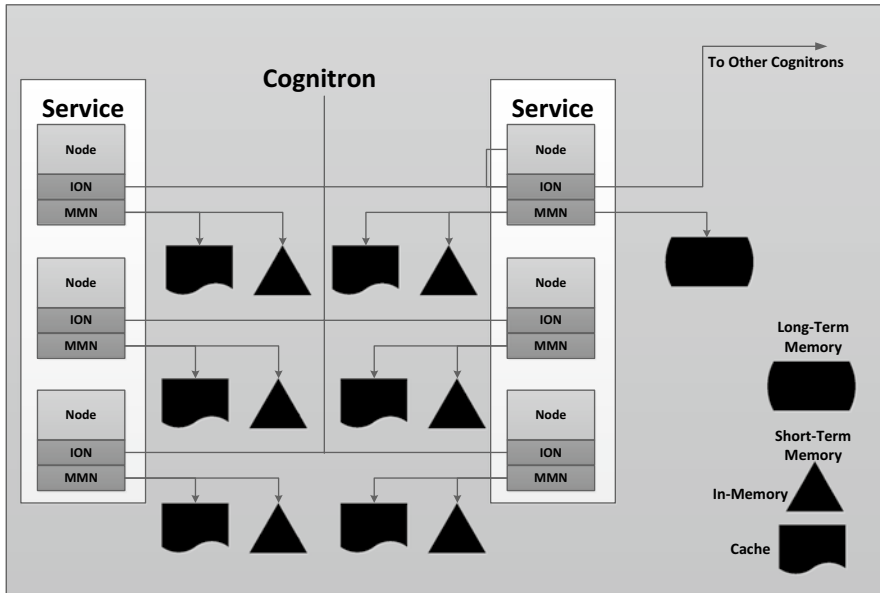 To Other Cognitrons
Cognitron
Service
Node
ION
MMN
Node
ION
MMN
Node
ION
MMN
Service
Node
ION
MMN
Node
ION
MMN
Node
ION
MMN
Long-Term
Memory
Short-Term
Memory
In-Memory
Cache